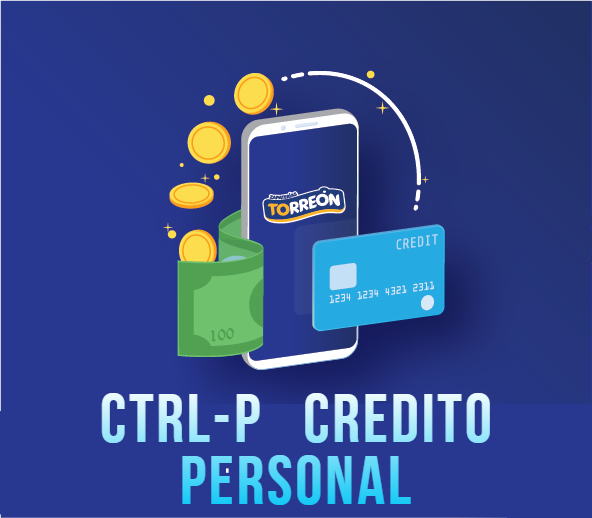 TORREÓN
CREDIT
1234 1234 4321 2311
100
CTRL-P CREDITO
PERSONAL